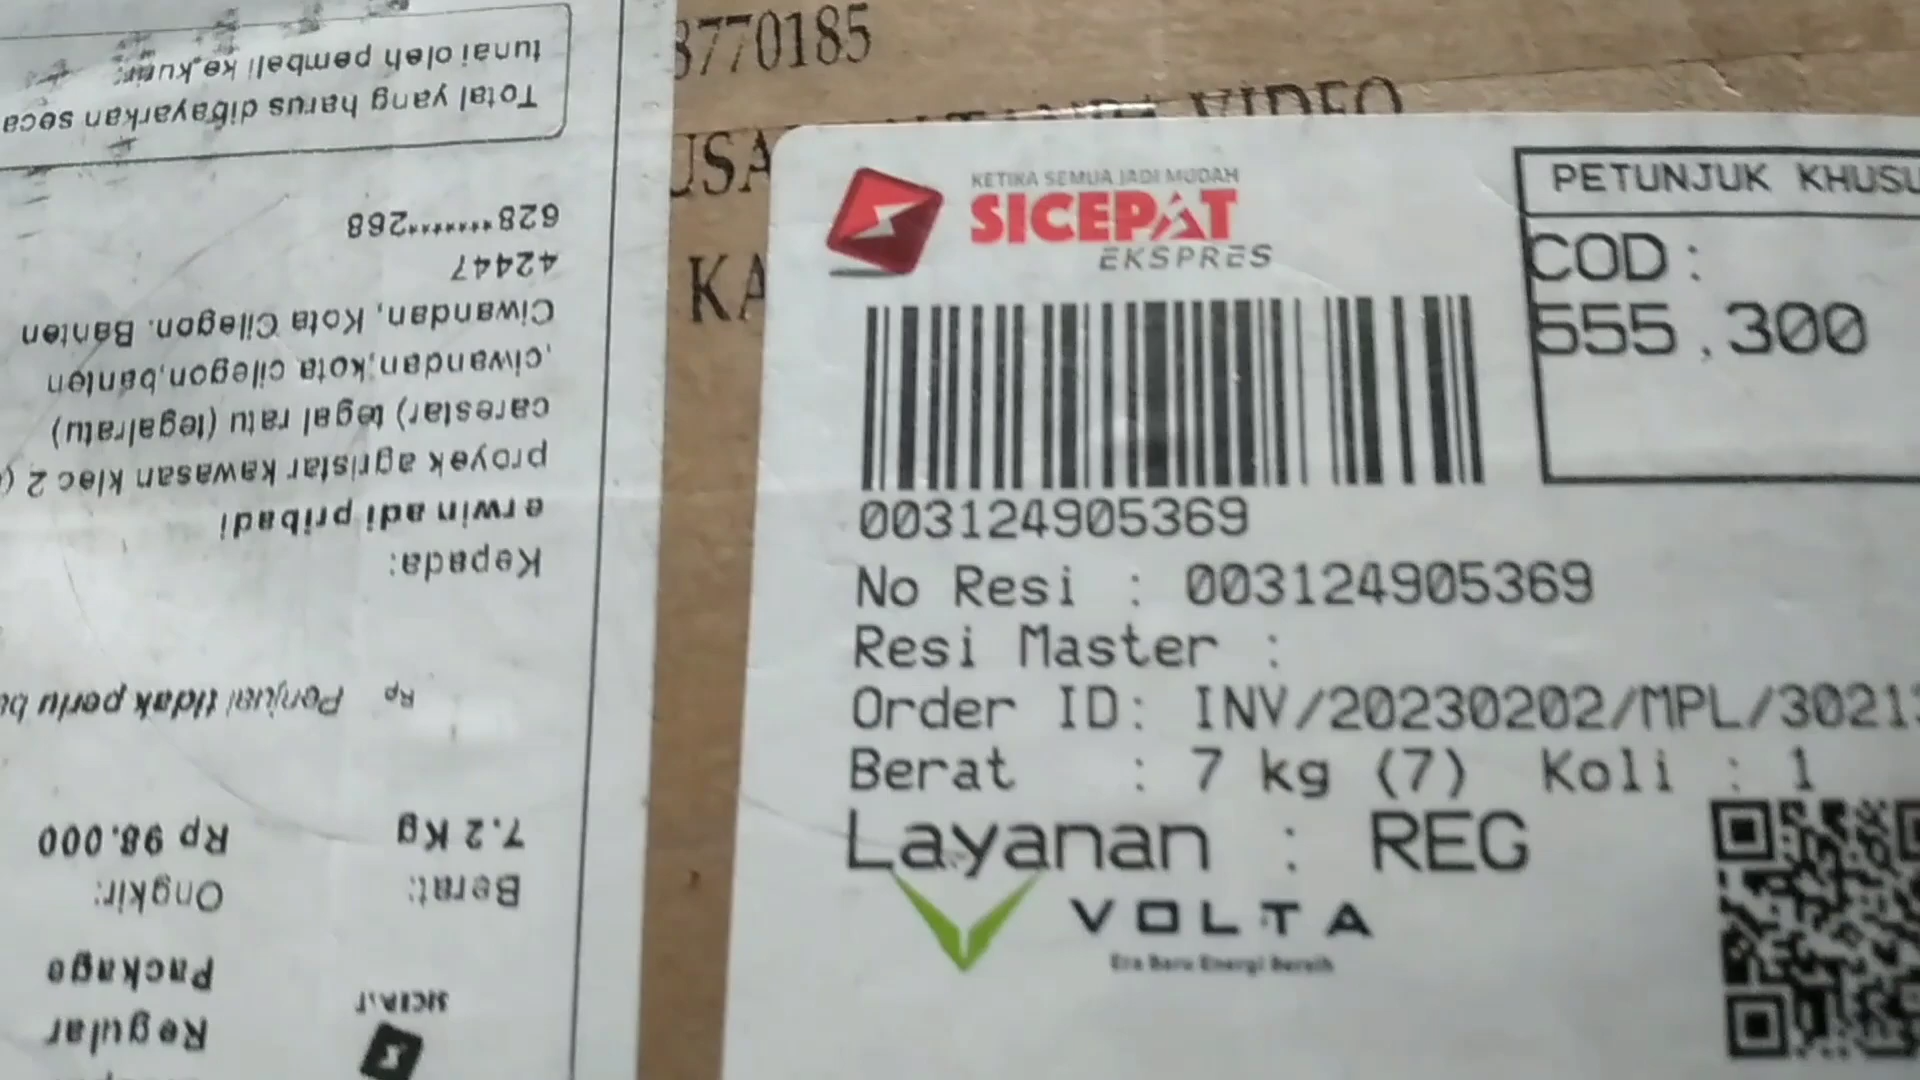 8770185
VIDEO
USA
KA
KETIKA SEMUA JADI MUDAH
SICEPAT
EKSPRES
PETUNJUK KHUSU
COD :
555,300
003124905369
No Resi : 003124905369
Resi Master :
Order ID: INV/20230202/MPL/3021
Berat : 7 kg (7) Koli : 1
Layanan : REG
VOLTA
Era Baru Energi Bersih
SICEPAT
Regular
Package
Berat: Ongkir:
7.2 Kg Rp 98.000
Rp Penjual tidak perlu
Kepada:
erwin adi pribadi
proyek agristar kawasan kiec 2 (
carestar) tegal ratu (tegalratu)
,ciwandan,kota cilegon,banten
Ciwandan, Kota Cilegon. Banten
42447
628*******268
Total yang harus dibayarkan seca
tunai oleh pembeli ke kurir: